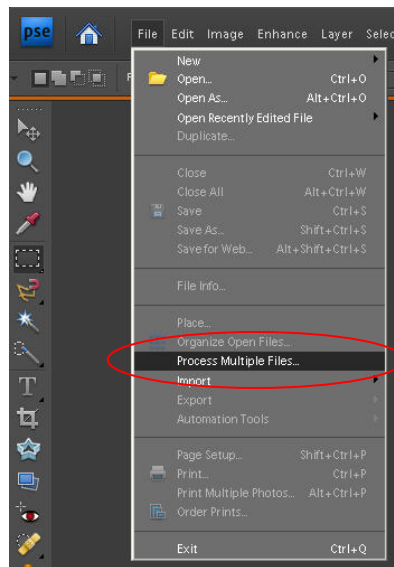 pse File Edit Image Enhance Layer Selec
New
Open... Ctrl+O
Open As... Alt+Ctrl+O
Open Recently Edited File
Duplicate...
Close Ctrl+W
Close All Alt+Ctrl+W
Save Ctrl+S
Save As... Shift+Ctrl+S
Save for Web... Alt+Shift+Ctrl+S
File Info...
Place...
Organize Open Files...
Process Multiple Files...
Import
Export
Automation Tools
Page Setup... Shift+Ctrl+P
Print... Ctrl+P
Print Multiple Photos... Alt+Ctrl+P
Order Prints...
Exit Ctrl+Q
T